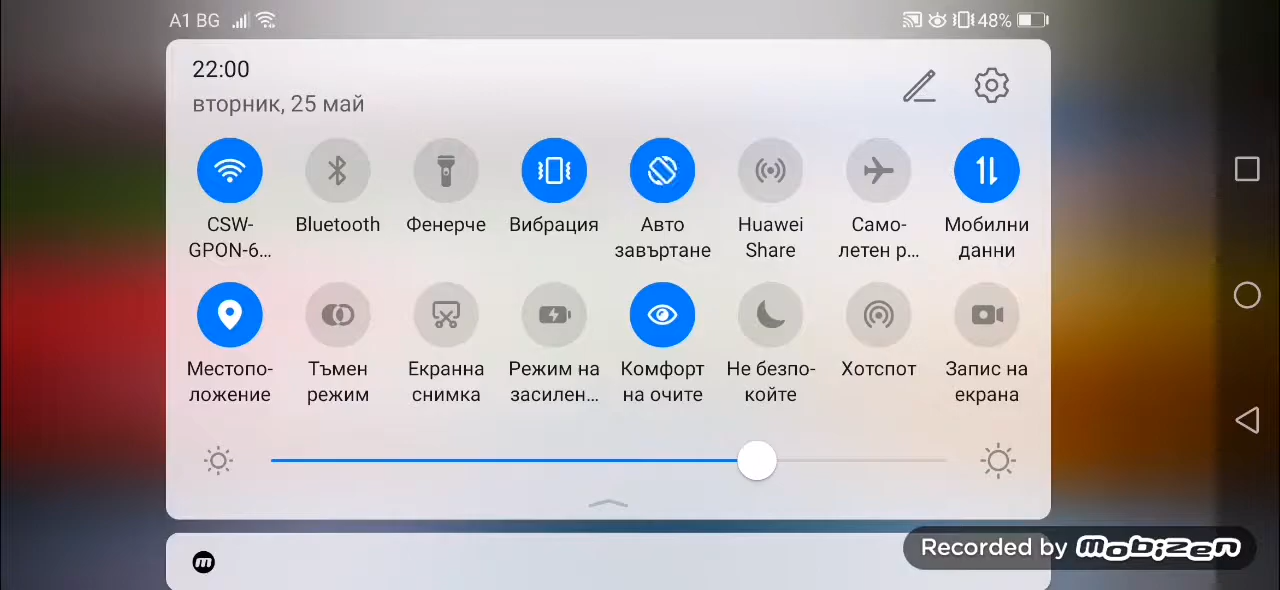 A1 BG 48%
22:00
вторник, 25 май
CSW-
GPON-6...
Bluetooth
Фенерче
Вибрация
Авто
завъртане
Huawei
Share
Само-
летен р...
Мобилни
данни
Местопо-
ложение
Тъмен
режим
Екранна
снимка
Режим на
засилен...
Комфорт
на очите
Не безпо-
койте
Хотспот
Запис на
екрана
Recorded by mobizen
m